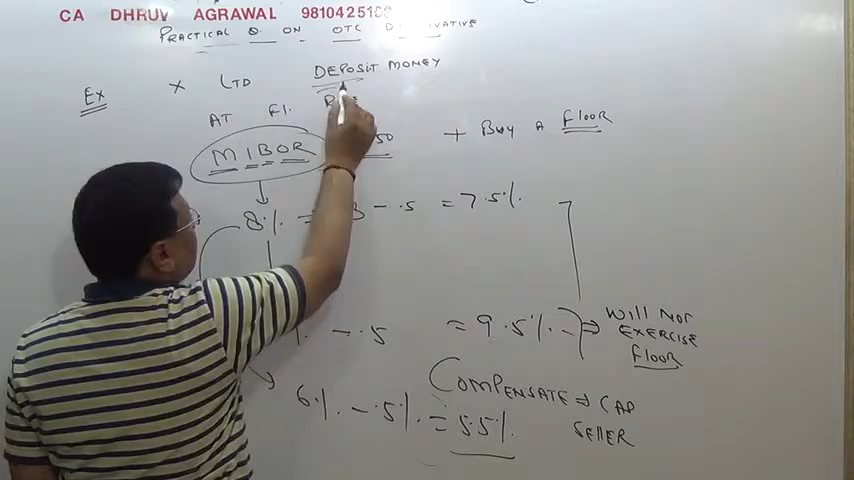 CA DHRUV AGRAWAL 98104251
PRACTICAL Q. ON OTC
Ex X LTD DEPOSIT MONEY
AT Fl.
MIBOR 50 + Buy A Floor
8% = 8 - .5 = 7.5%
- .5 = 9.5% ⇒ Will Not
EXERCISE
Floor
6% - .5% = 5.5%
COMPENSATE ⇒ CAP
SELLER